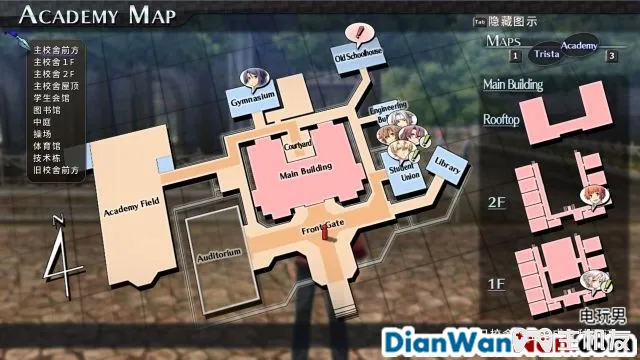 ACADEMY MAP
Tab 隐藏图示
MAPS
1 Trista Academy 3
主校舍前方
主校舍1F
主校舍2F
主校舍屋顶
学生会馆
图书馆
中庭
操场
体育馆
技术栋
旧校舍前方
Old Schoolhouse
Gymnasium
Engineering
Courtyard
Main Building
Student
Union
Library
Academy Field
Front Gate
Auditorium
Main Building
Rooftop
2F
1F
电玩男
DianWan